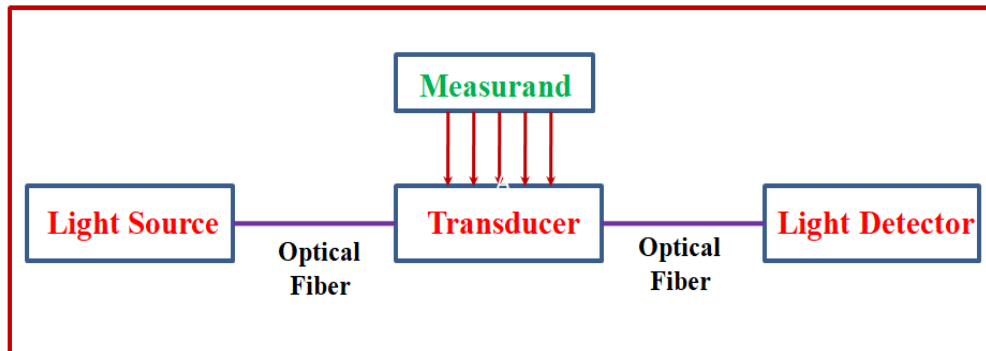 Measurand
Light Source
Transducer
Light Detector
Optical
Fiber
Optical
Fiber